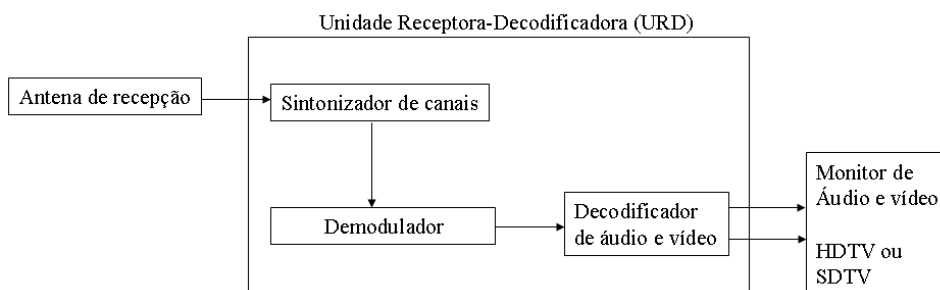 Unidade Receptora-Decodificadora (URD)
Antena de recepção
Sintonizador de canais
Demodulador
Decodificador
de áudio e vídeo
Monitor de
Áudio e vídeo
HDTV ou
SDTV